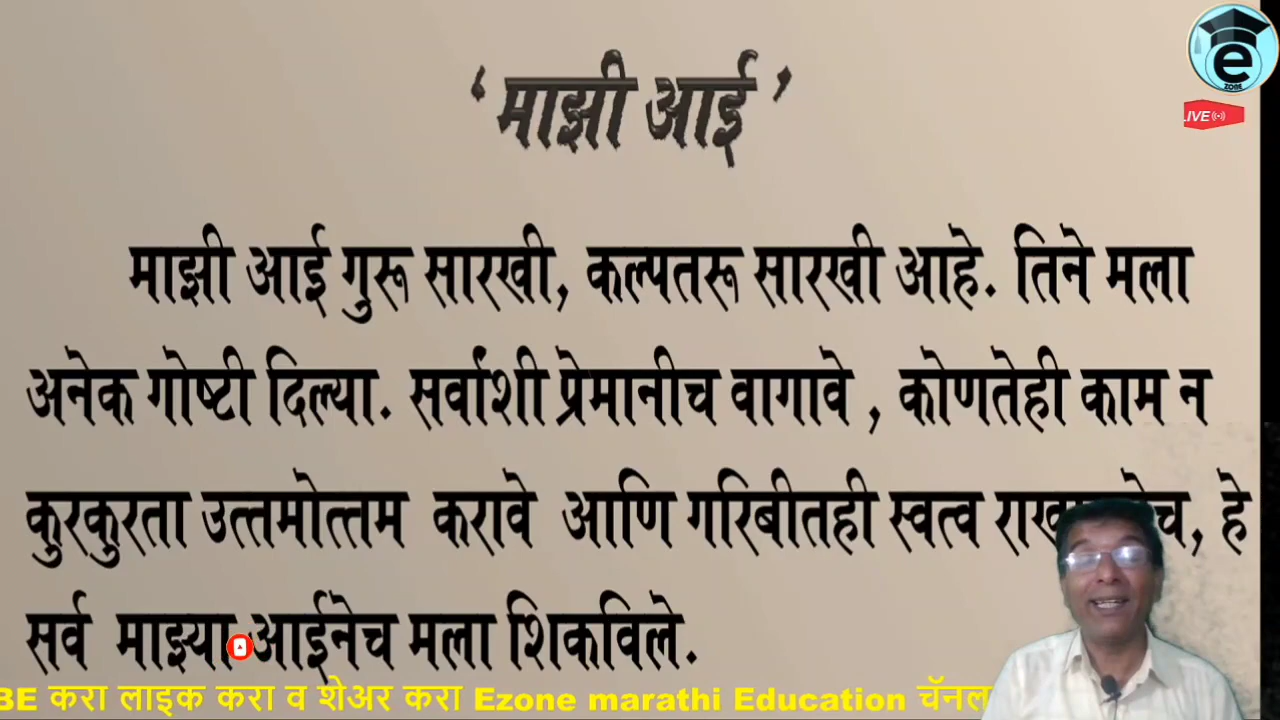 ‘ माझी आई ’
माझी आई गुरू सारखी, कल्पतरू सारखी आहे. तिने मला
अनेक गोष्टी दिल्या. सर्वांशी प्रेमानीच वागावे , कोणतेही काम न
कुरकुरता उत्तमोत्तम करावे आणि गरिबीतही स्वत्व हे
सर्व माझ्या आईनेच मला शिकविले.
BE करा लाइक करा व शेअर करा Ezone marathi Education चॅनल
e
ZONE
LIVE